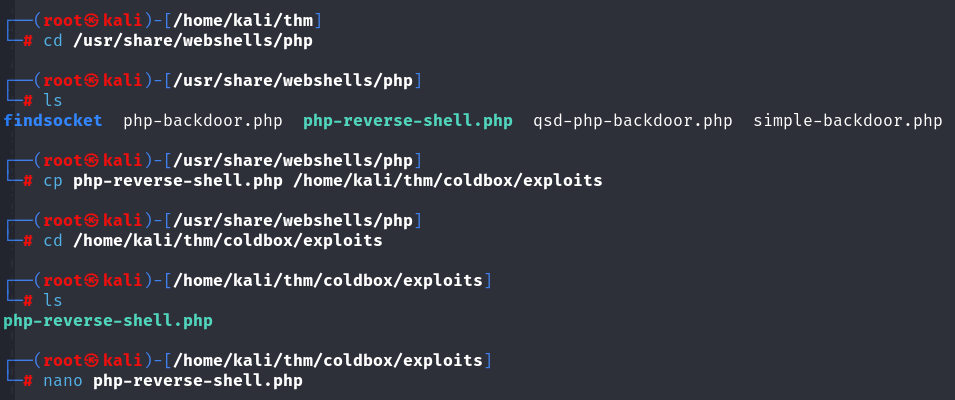 ┌──(root㉿kali)-[/home/kali/thm]
└─# cd /usr/share/webshells/php
┌──(root㉿kali)-[/usr/share/webshells/php]
└─# ls
findsocket  php-backdoor.php  php-reverse-shell.php  qsd-php-backdoor.php  simple-backdoor.php
┌──(root㉿kali)-[/usr/share/webshells/php]
└─# cp php-reverse-shell.php /home/kali/thm/coldbox/exploits
┌──(root㉿kali)-[/usr/share/webshells/php]
└─# cd /home/kali/thm/coldbox/exploits
┌──(root㉿kali)-[/home/kali/thm/coldbox/exploits]
└─# ls
php-reverse-shell.php
┌──(root㉿kali)-[/home/kali/thm/coldbox/exploits]
└─# nano php-reverse-shell.php